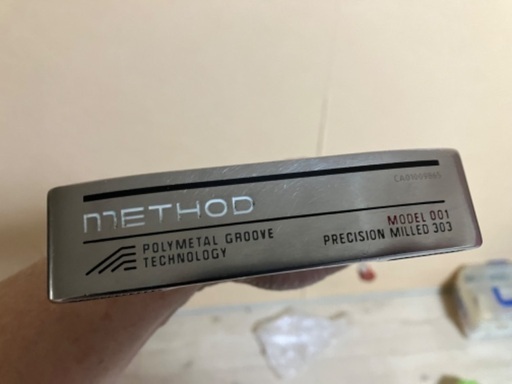 METHOD
POLYMETAL GROOVE
TECHNOLOGY
MODEL 001
PRECISION MILLED 303